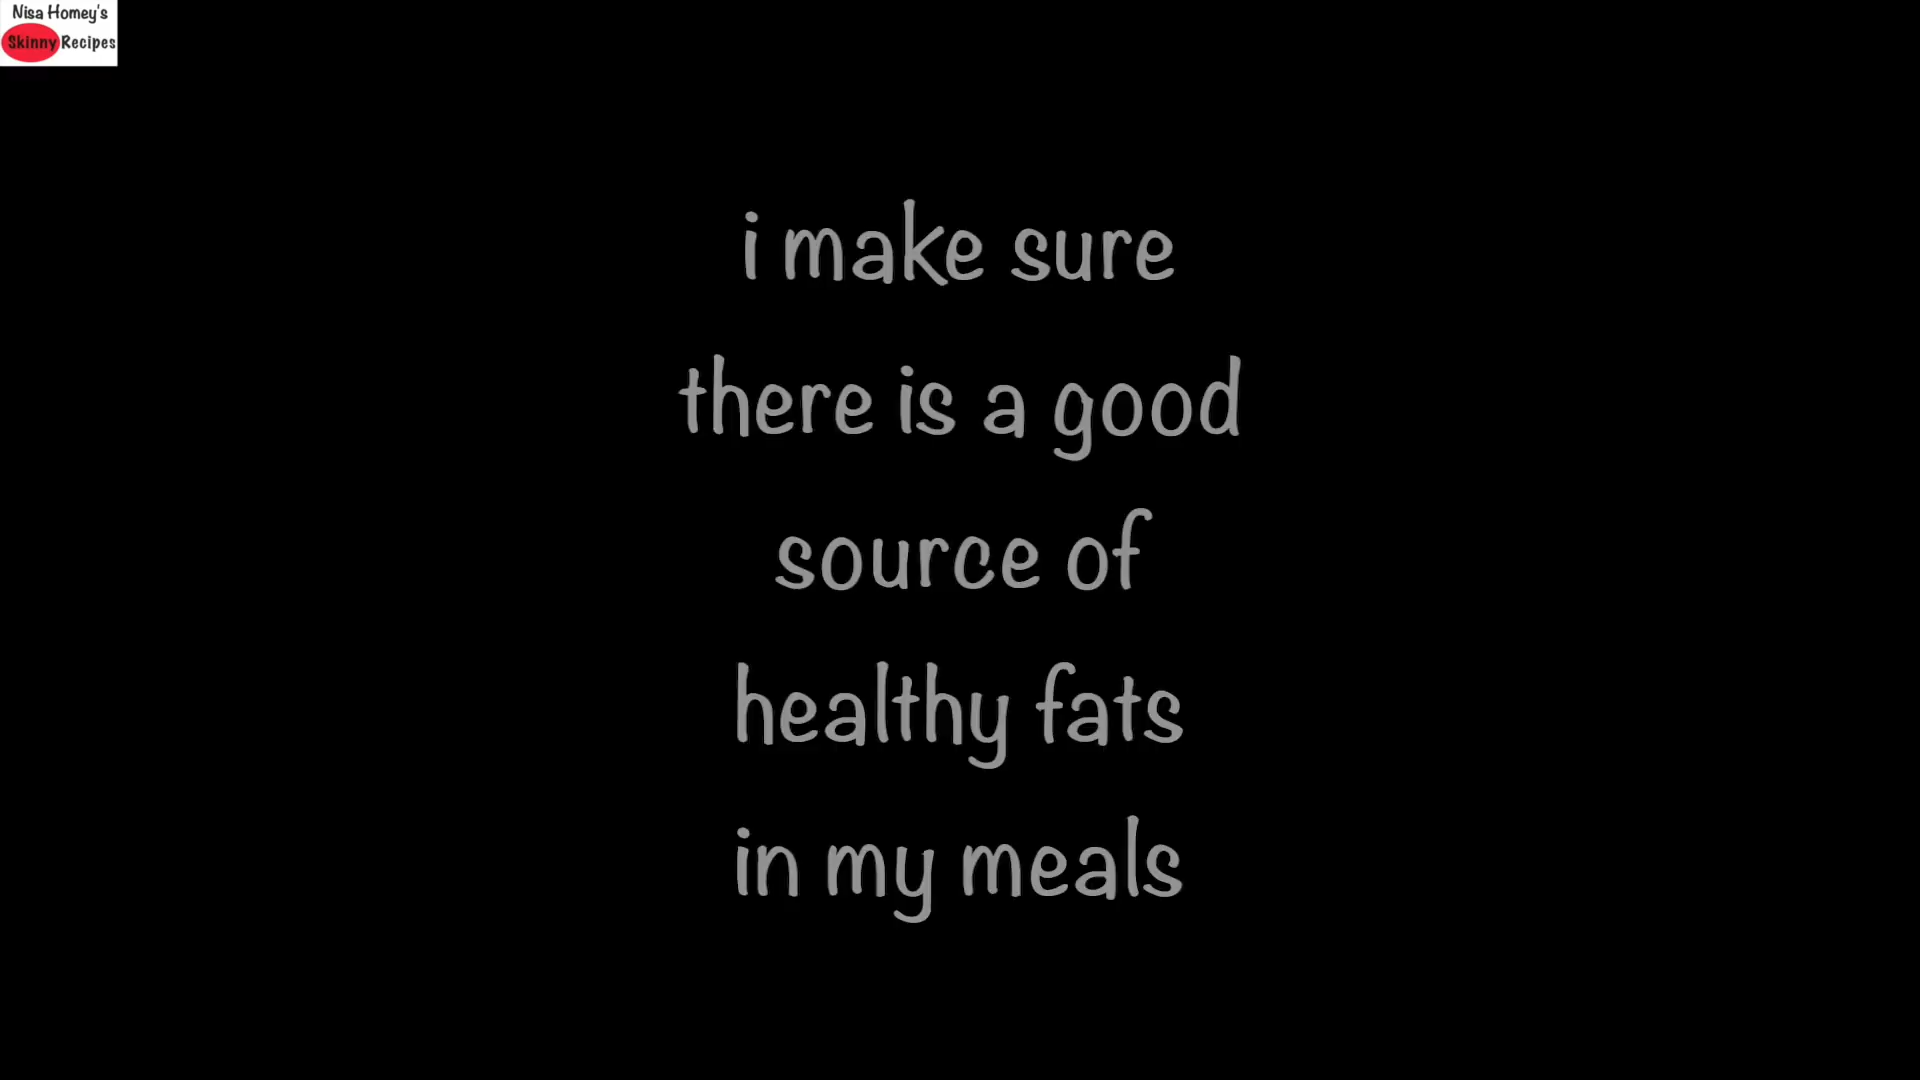 Nisa Homey's
Skinny Recipes
i make sure
there is a good
source of
healthy fats
in my meals